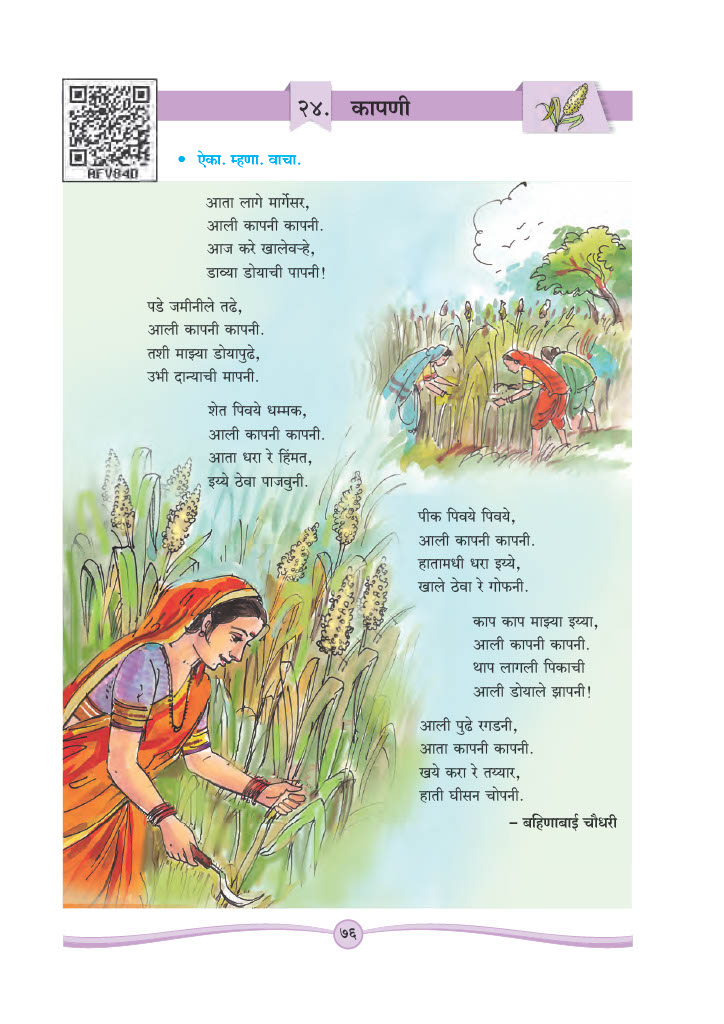 २४. कापणी
AFV84D
• ऐका. म्हणा. वाचा.
आता लागे मार्गेसर,
आली कापनी कापनी.
आज करे खालेवऱ्हे,
डाव्या डोयाची पापनी!
पडे जमीनीले तढे,
आली कापनी कापनी.
तशी माझ्या डोयापुढे,
उभी दान्याची मापनी.
शेत पिवये धम्मक,
आली कापनी कापनी.
आता धरा रे हिंमत,
इय्ये ठेवा पाजवुनी.
पीक पिवये पिवये,
आली कापनी कापनी.
हातामधी धरा इय्ये,
खाले ठेवा रे गोफनी.
काप काप माझ्या इय्या,
आली कापनी कापनी.
थाप लागली पिकाची
आली डोयाले झापनी!
आली पुढे रगडनी,
आता कापनी कापनी.
खये करा रे तय्यार,
हाती घीसन चोपनी.
– बहिणाबाई चौधरी
७६